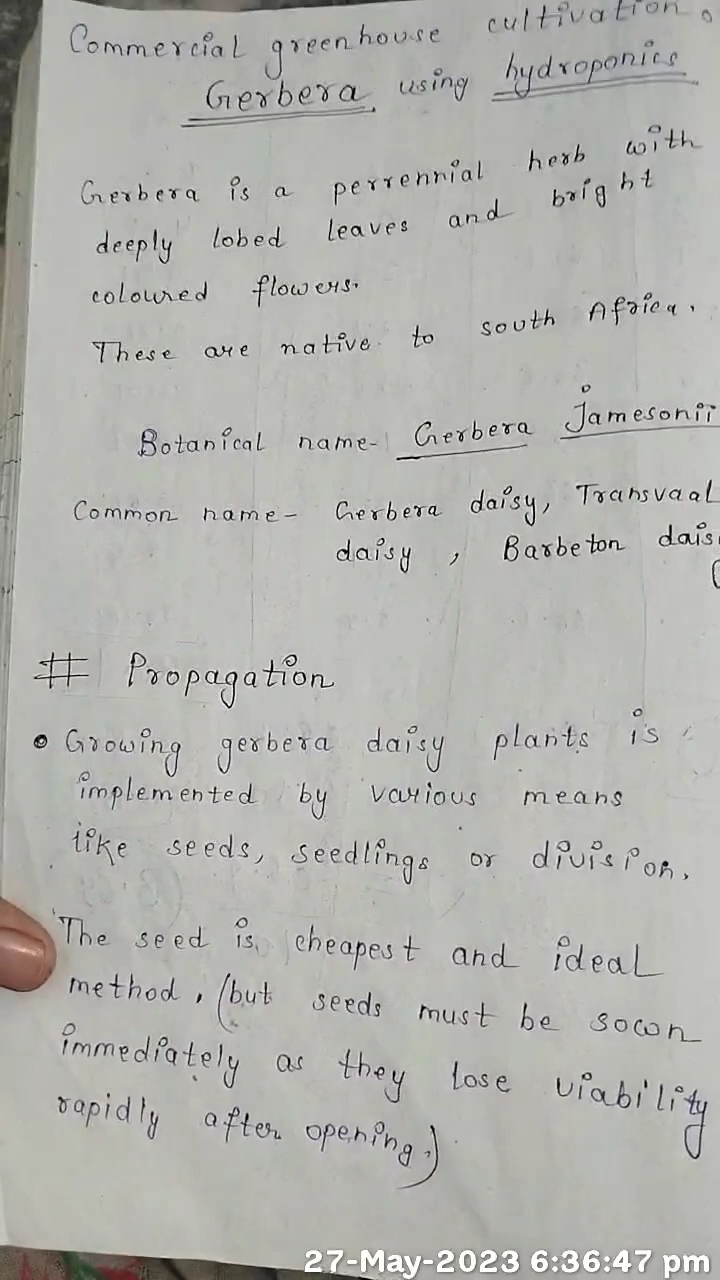 Commercial greenhouse cultivation o
Gerbera using hydroponics
Gerbera is a perrennial herb with
deeply lobed leaves and bright
coloured flowers.
These are native to south Africa.
Botanical name- Gerbera Jamesonii
Common name- Gerbera daisy, Transvaal
daisy, Barbeton dais
# Propagation
• Growing gerbera daisy plants is
implemented by various means
like seeds, seedlings or division.
The seed is cheapest and ideal
method, (but seeds must be socon
immediately as they lose viability
rapidly after opening.)
27-May-2023 6:36:47 pm